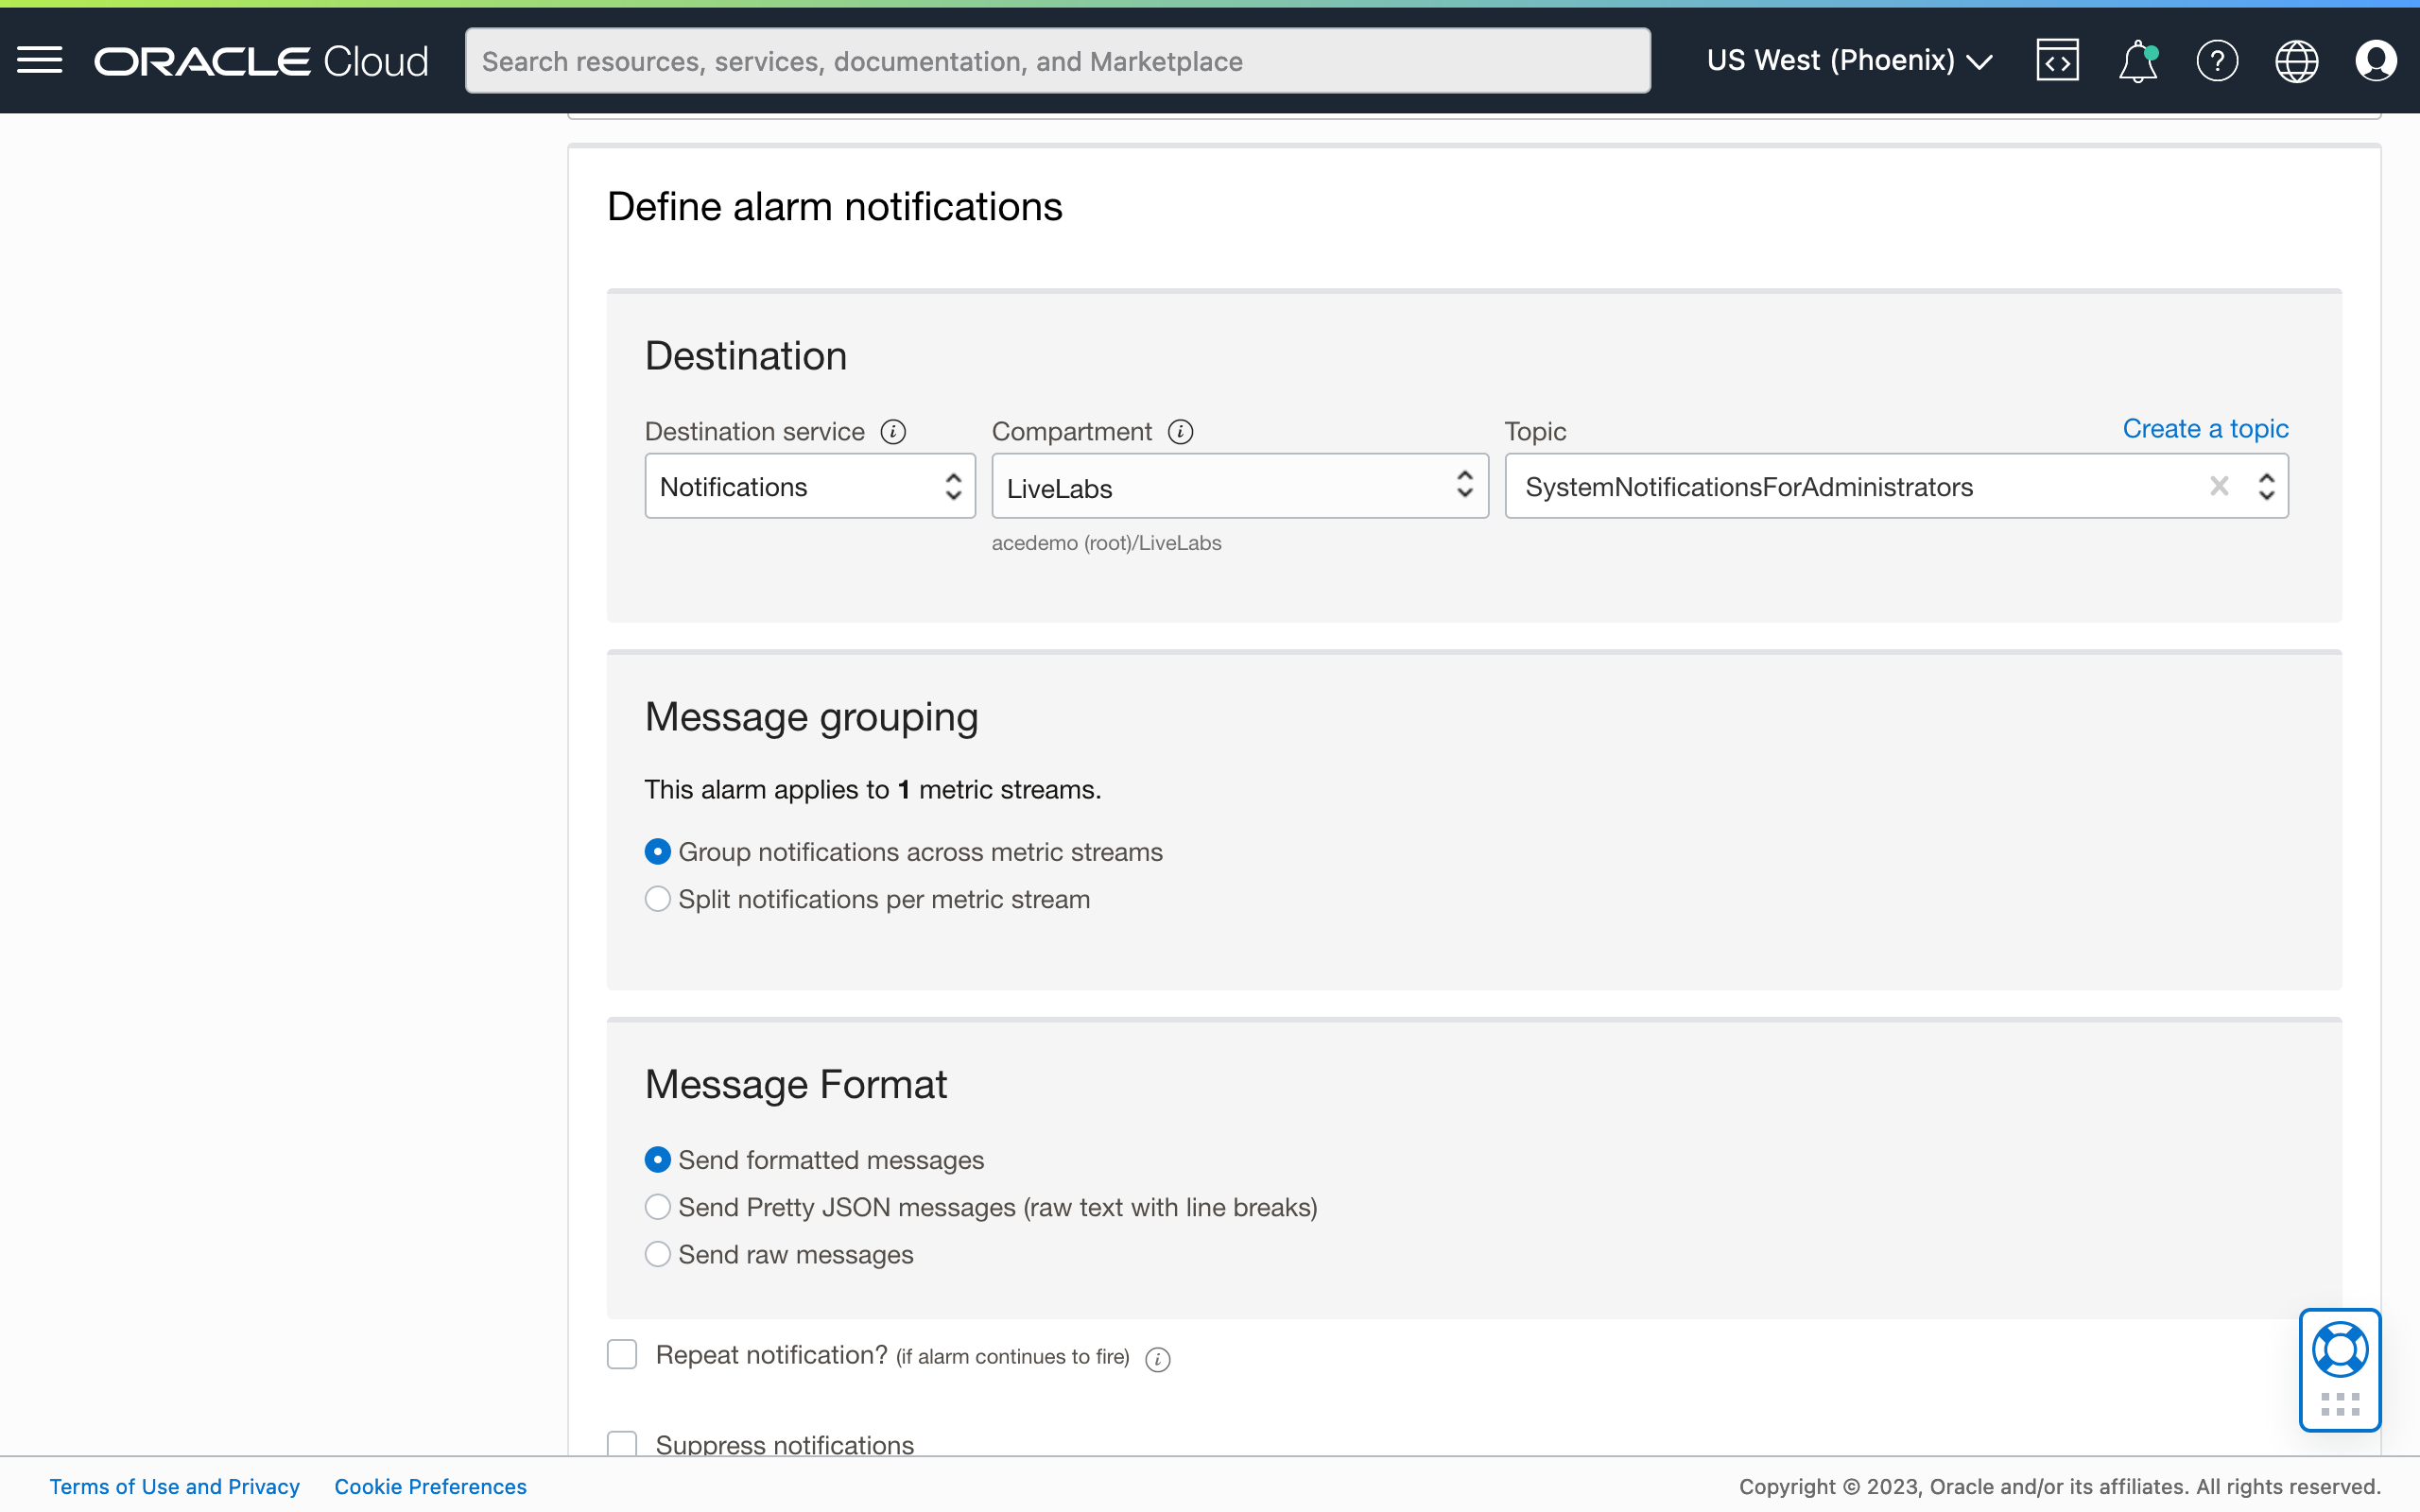 ORACLE Cloud
Search resources, services, documentation, and Marketplace
US West (Phoenix)
Define alarm notifications
Destination
Destination service
Compartment
Topic
Create a topic
Notifications
LiveLabs
SystemNotificationsForAdministrators
acedemo (root)/LiveLabs
Message grouping
This alarm applies to 1 metric streams.
Group notifications across metric streams
Split notifications per metric stream
Message Format
Send formatted messages
Send Pretty JSON messages (raw text with line breaks)
Send raw messages
Repeat notification? (if alarm continues to fire)
Suppress notifications
Terms of Use and Privacy
Cookie Preferences
Copyright © 2023, Oracle and/or its affiliates. All rights reserved.